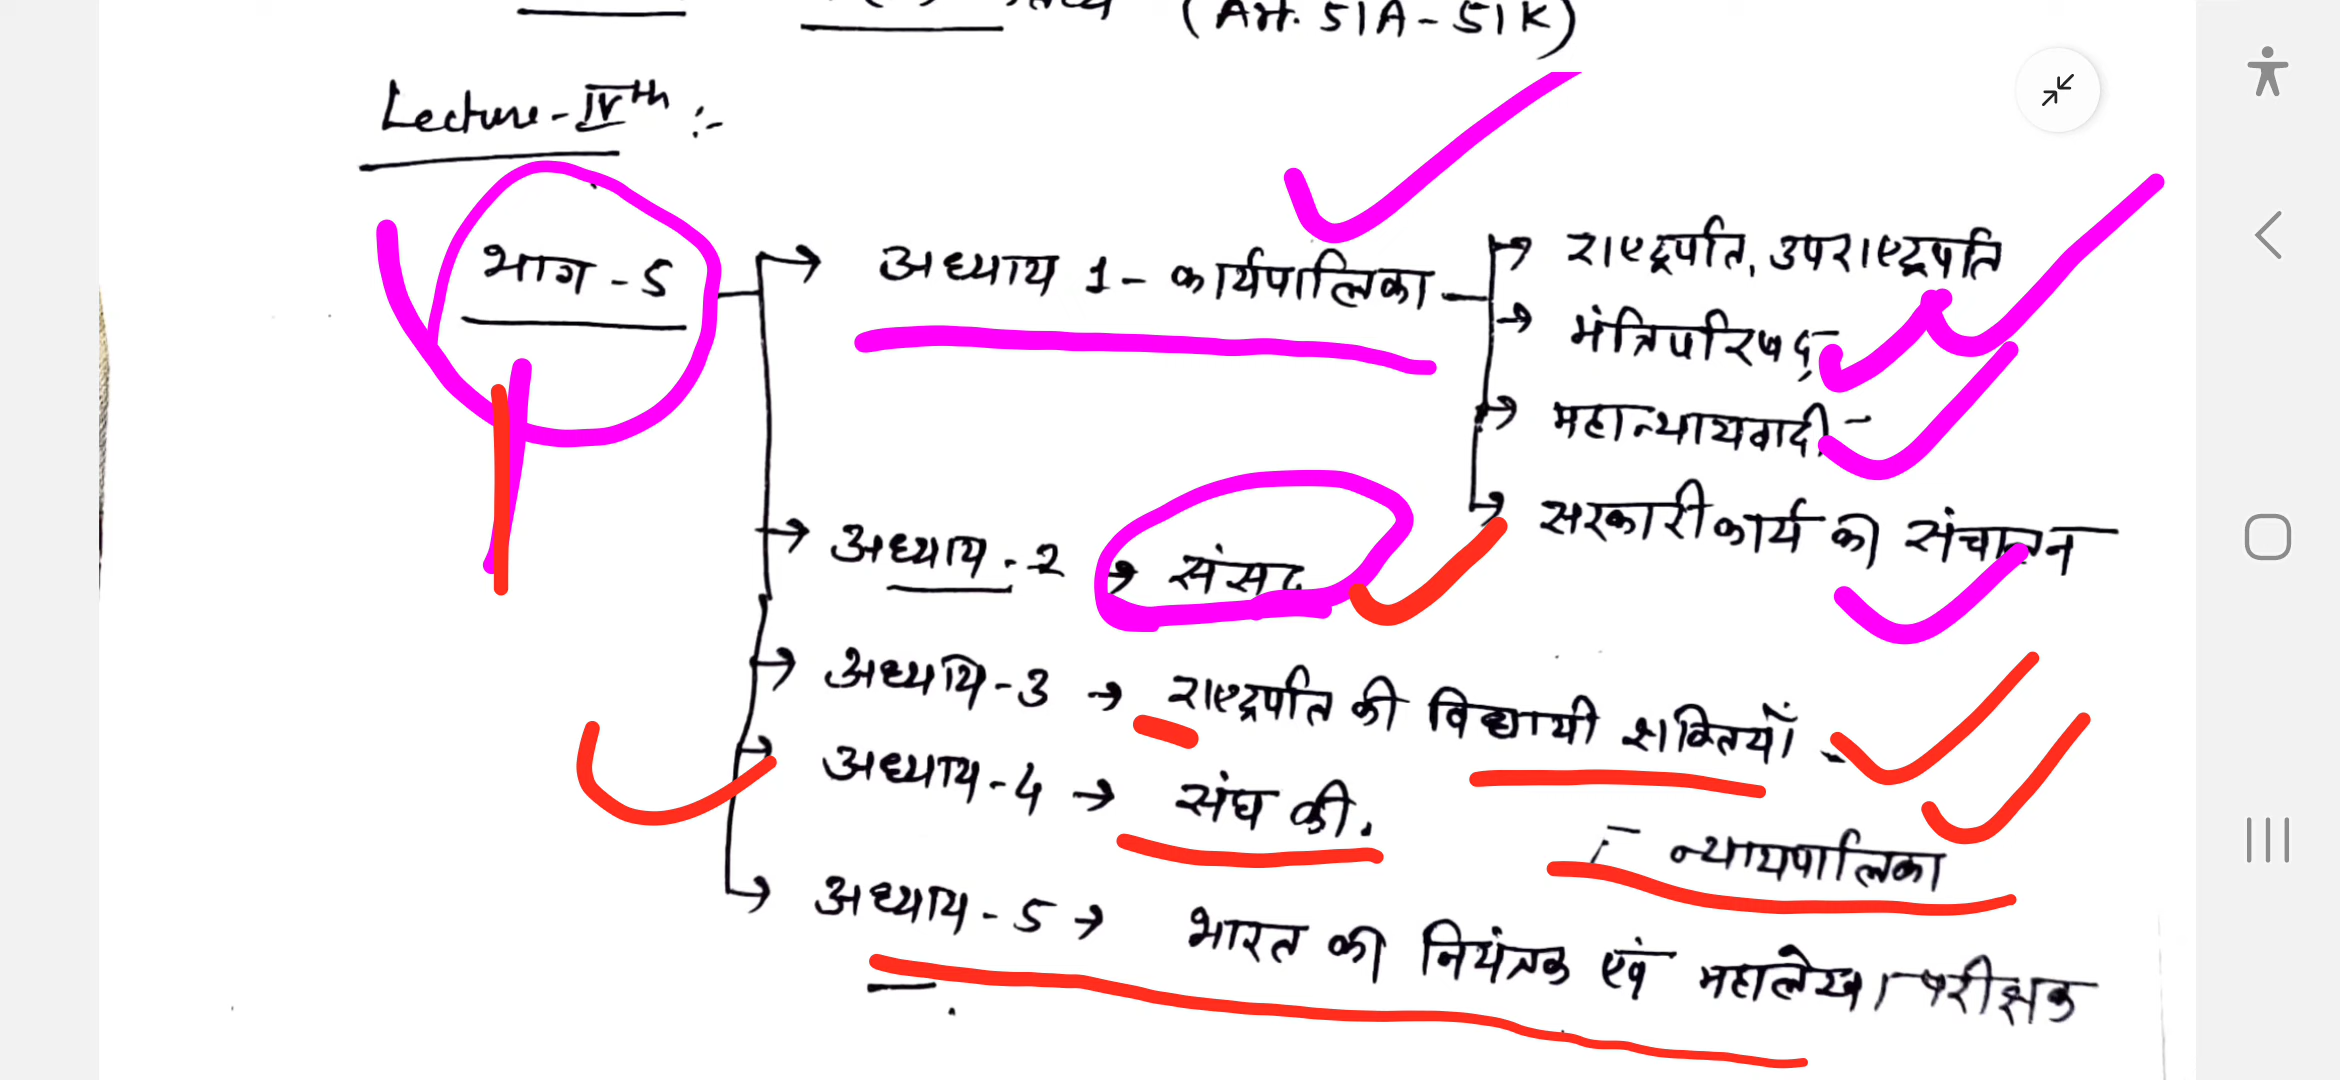 (Art. 51A - 51K)
Lecture - IVth :-
भाग - 5
अध्याय 1 - कार्यपालिका
राष्ट्रपति, उपराष्ट्रपति
मंत्रिपरिषद्
महान्यायवादी -
सरकारी कार्य का संचालन
अध्याय - 2 → संसद
अध्याय - 3 → राष्ट्रपति की विधायी शक्तियाँ -
अध्याय - 4 → संघ की. न्यायपालिका
अध्याय - 5 → भारत का नियंत्रक एवं महालेखा परीक्षक